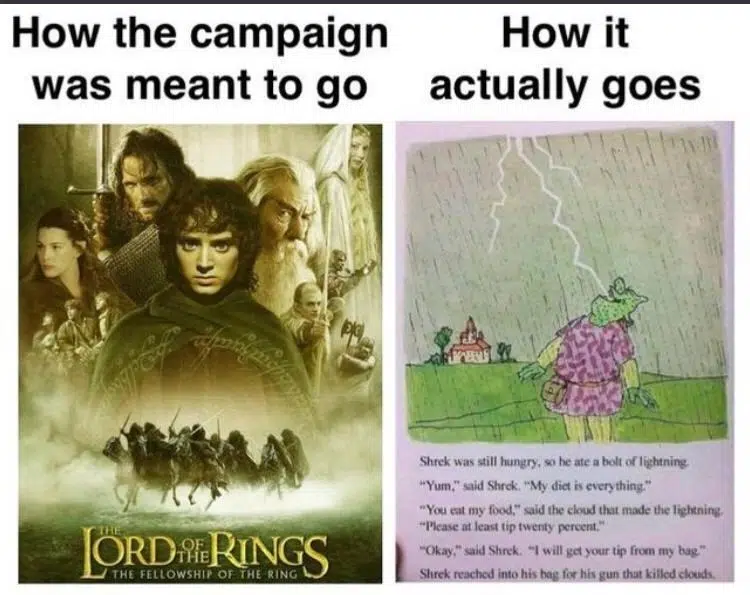 How the campaign
was meant to go
How it
actually goes
THE
LORD OF THE RINGS
THE FELLOWSHIP OF THE RING
Shrek was still hungry, so he ate a bolt of lightning.
"Yum," said Shrek. "My diet is everything."
"You eat my food," said the cloud that made the lightning.
"Please at least tip twenty percent."
"Okay," said Shrek. "I will get your tip from my bag."
Shrek reached into his bag for his gun that killed clouds.